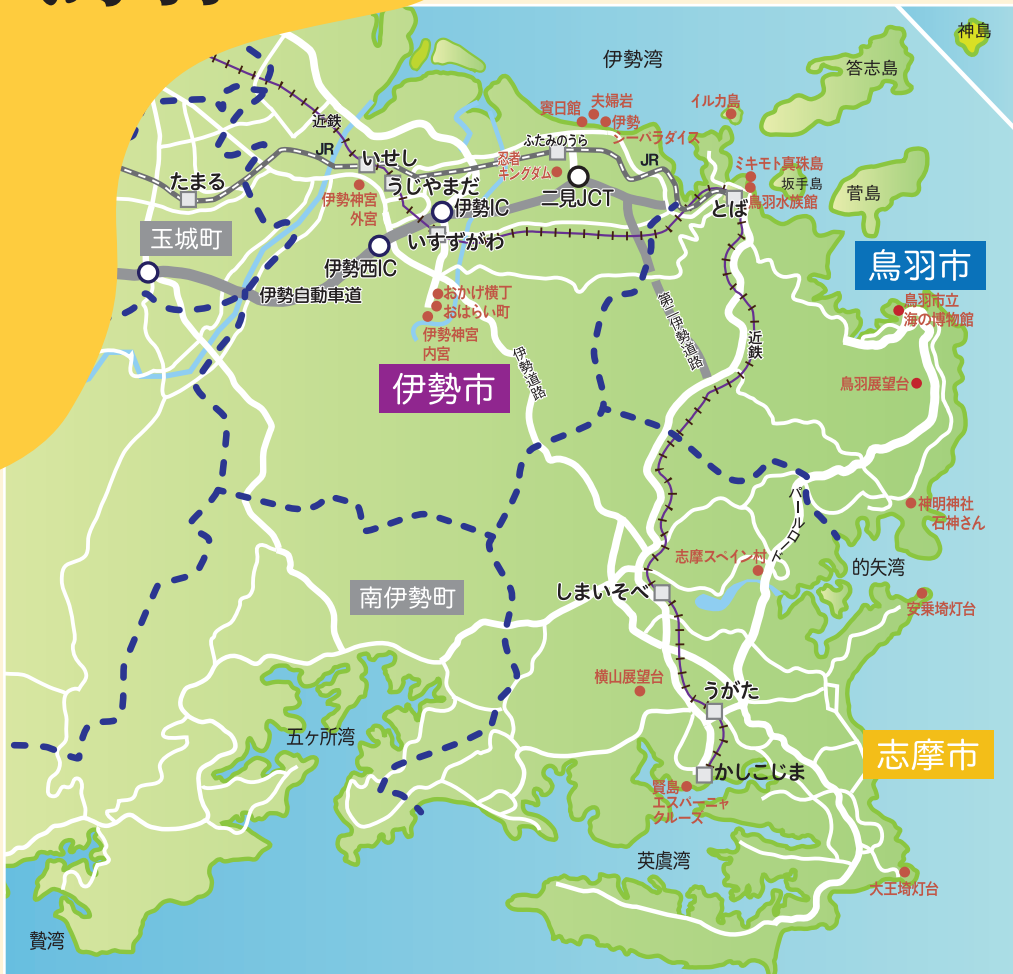 神島
伊勢湾
答志島
賓日館
夫婦岩
伊勢
シーパラダイス
イルカ島
近鉄
JR
いせし
ふたみのうら
忍者
キングダム
JR
ミキモト真珠島
坂手島
鳥羽水族館
菅島
たまる
うじやまだ
伊勢神宮
外宮
伊勢IC
二見JCT
とば
玉城町
いすずがわ
伊勢西IC
鳥羽市
伊勢自動車道
おかげ横丁
おはらい町
伊勢神宮
内宮
第二伊勢道路
鳥羽市立
海の博物館
近鉄
伊勢道路
伊勢市
鳥羽展望台
パールロード
神明神社
石神さん
志摩スペイン村
的矢湾
南伊勢町
しまいそべ
安乗埼灯台
横山展望台
うがた
五ヶ所湾
志摩市
かしこじま
賢島
エスパーニャ
クルーズ
英虞湾
大王埼灯台
贄湾